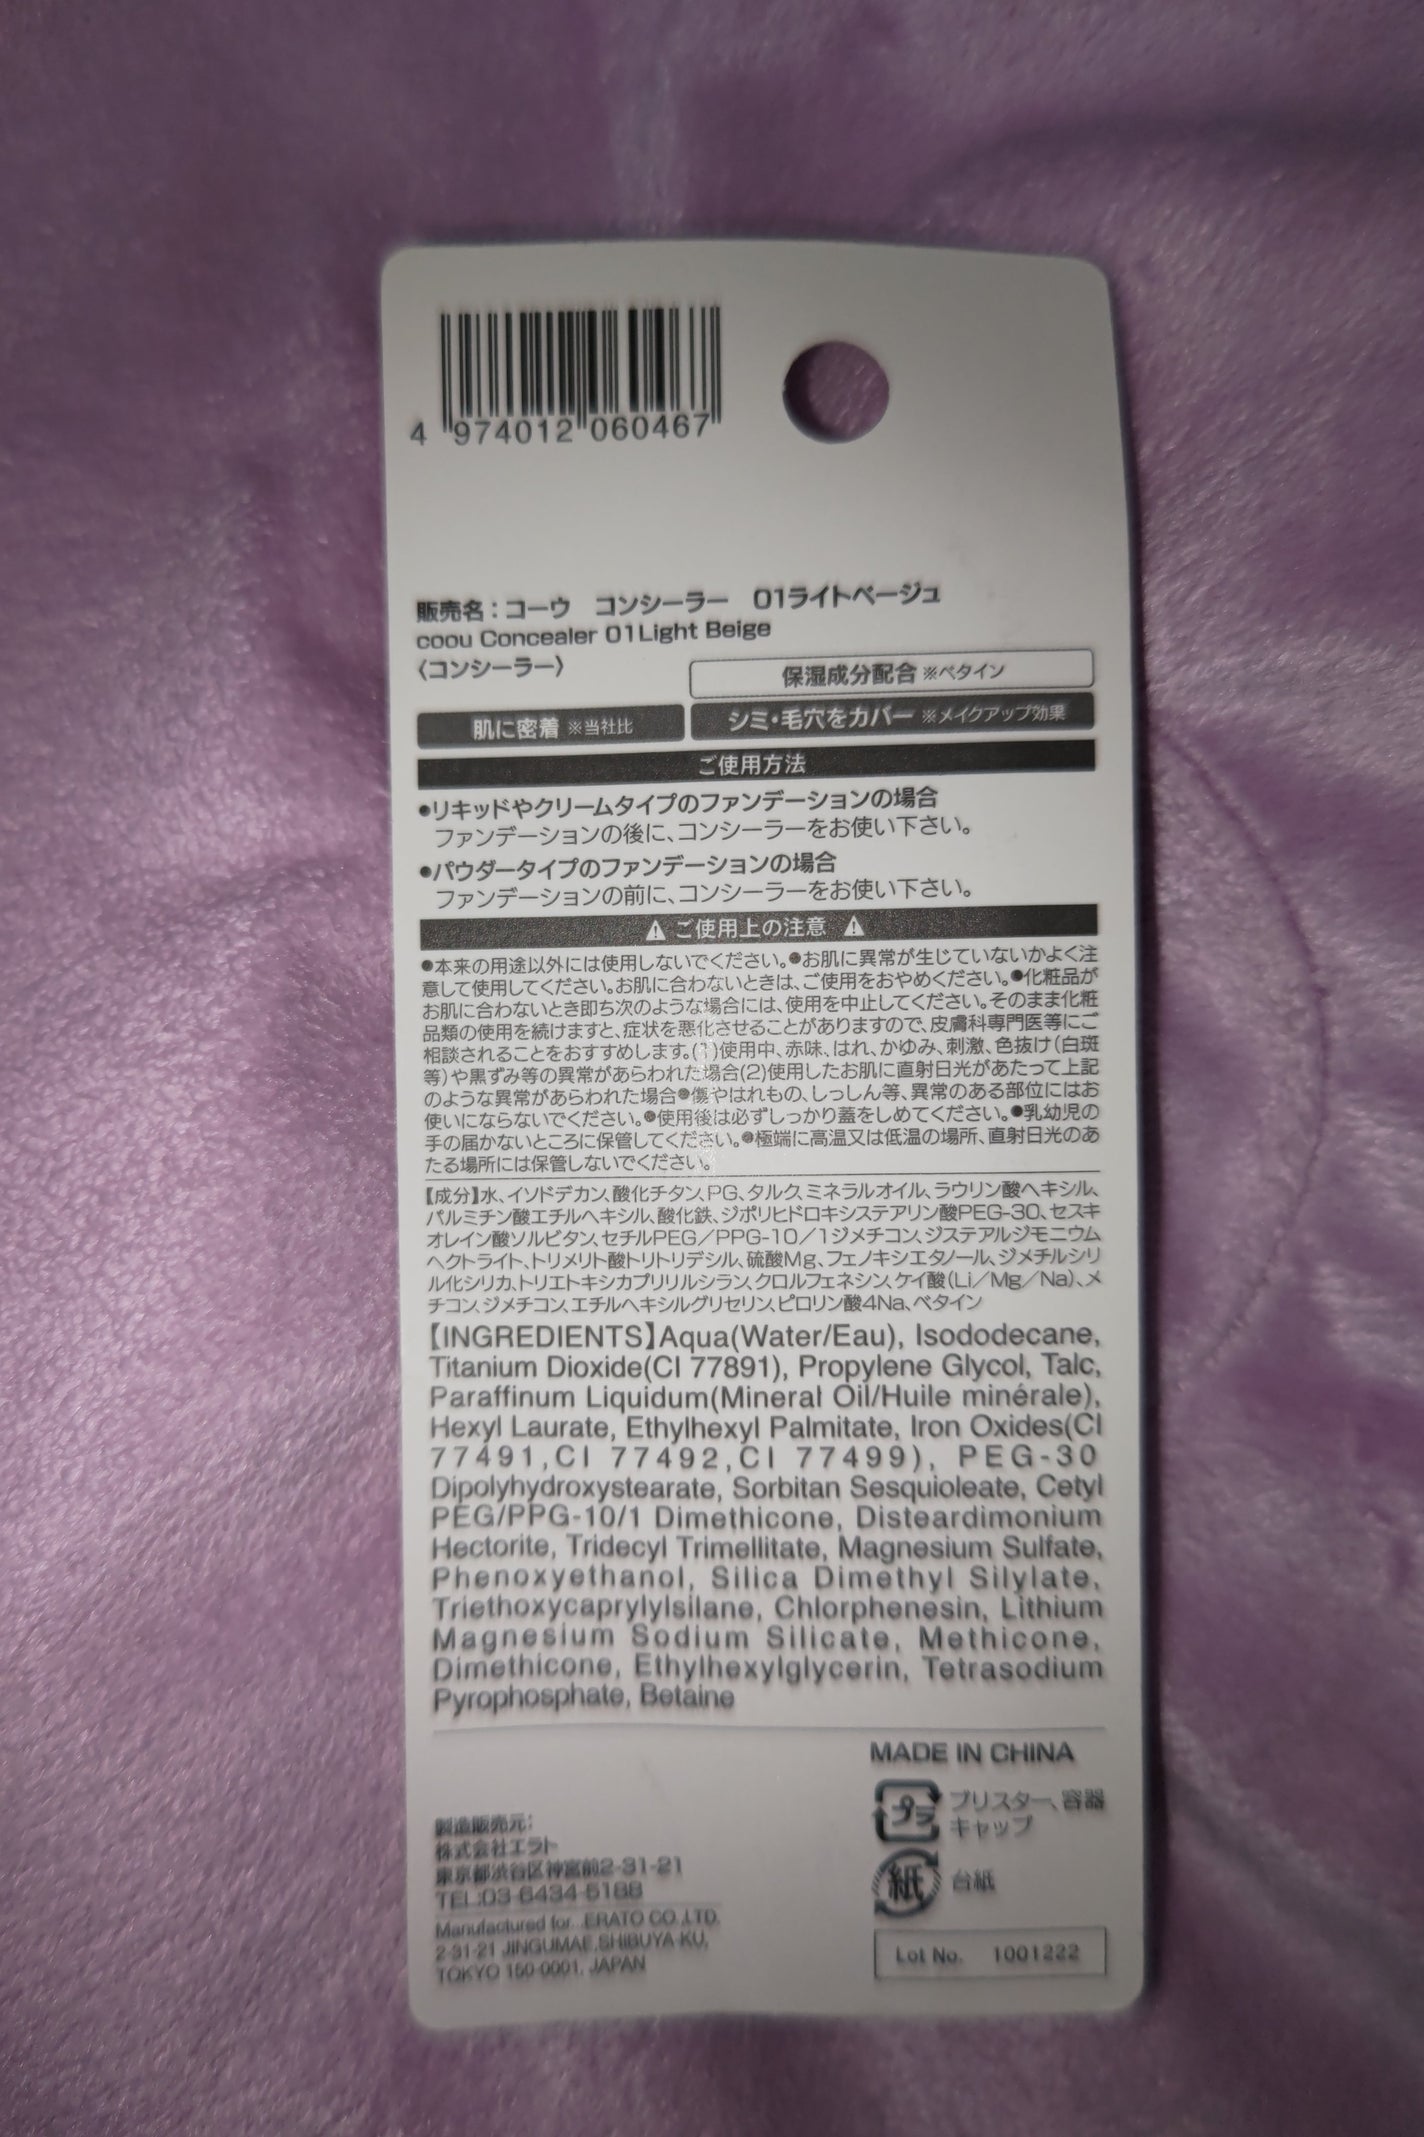 4 974012 060467
販売名：コーウ　コンシーラー　01ライトベージュ
coou Concealer 01Light Beige
〈コンシーラー〉
保湿成分配合 ※ベタイン
肌に密着 ※当社比
シミ・毛穴をカバー ※メイクアップ効果
ご使用方法
●リキッドやクリームタイプのファンデーションの場合
ファンデーションの後に、コンシーラーをお使い下さい。
●パウダータイプのファンデーションの場合
ファンデーションの前に、コンシーラーをお使い下さい。
⚠ ご使用上の注意 ⚠
●本来の用途以外には使用しないでください。●お肌に異常が生じていないかよく注
意して使用してください。お肌に合わないときは、ご使用をおやめください。●化粧品が
お肌に合わないとき即ち次のような場合には、使用を中止してください。そのまま化粧
品類の使用を続けますと、症状を悪化させることがありますので、皮膚科専門医等にご
相談されることをおすすめします。(1)使用中、赤味、はれ、かゆみ、刺激、色抜け（白斑
等）や黒ずみ等の異常があらわれた場合(2)使用したお肌に直射日光があたって上記
のような異常があらわれた場合●傷やはれもの、しっしん等、異常のある部位にはお
使いにならないでください。●使用後は必ずしっかり蓋をしめてください。●乳幼児の
手の届かないところに保管してください。●極端に高温又は低温の場所、直射日光のあ
たる場所には保管しないでください。
【成分】水、イソドデカン、酸化チタン、PG、タルク、ミネラルオイル、ラウリン酸ヘキシル、
パルミチン酸エチルヘキシル、酸化鉄、ジポリヒドロキシステアリン酸PEG-30、セスキ
オレイン酸ソルビタン、セチルPEG／PPG-10／1ジメチコン、ジステアルジモニウム
ヘクトライト、トリメリト酸トリトリデシル、硫酸Mg、フェノキシエタノール、ジメチルシリ
ル化シリカ、トリエトキシカプリリルシラン、クロルフェネシン、ケイ酸（Li／Mg／Na）、メ
チコン、ジメチコン、エチルヘキシルグリセリン、ピロリン酸4Na、ベタイン
【INGREDIENTS】Aqua(Water/Eau), Isododecane,
Titanium Dioxide(CI 77891), Propylene Glycol, Talc,
Paraffinum Liquidum(Mineral Oil/Huile minérale),
Hexyl Laurate, Ethylhexyl Palmitate, Iron Oxides(CI
77491,CI 77492,CI 77499), PEG-30
Dipolyhydroxystearate, Sorbitan Sesquioleate, Cetyl
PEG/PPG-10/1 Dimethicone, Disteardimonium
Hectorite, Tridecyl Trimellitate, Magnesium Sulfate,
Phenoxyethanol, Silica Dimethyl Silylate,
Triethoxycaprylylsilane, Chlorphenesin, Lithium
Magnesium Sodium Silicate, Methicone,
Dimethicone, Ethylhexylglycerin, Tetrasodium
Pyrophosphate, Betaine
MADE IN CHINA
プラ
ブリスター、容器
キャップ
紙
台紙
製造販売元：
株式会社エラト
東京都渋谷区神宮前2-31-21
TEL:03-6434-5188
Manufactured for...ERATO CO.,LTD.
2-31-21 JINGUMAE,SHIBUYA-KU,
TOKYO 150-0001, JAPAN
Lot No. 1001222